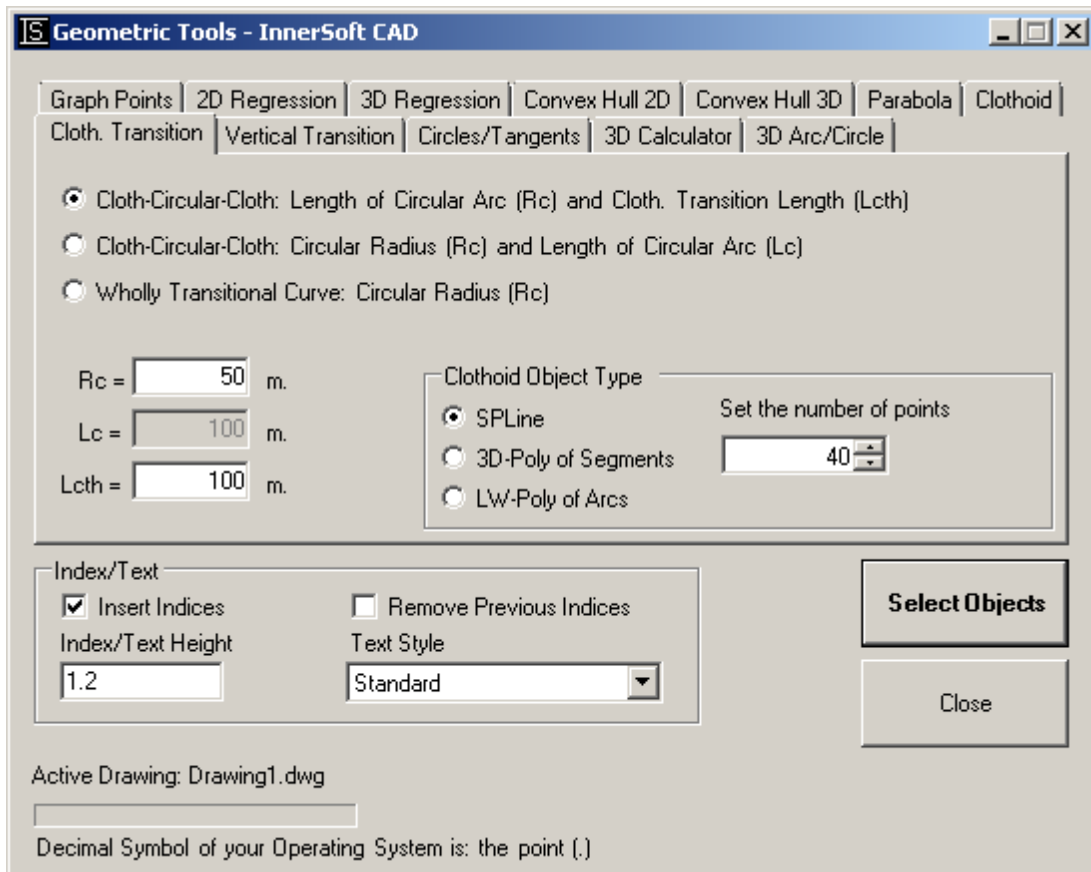 IS Geometric Tools - InnerSoft CAD
Graph Points 2D Regression 3D Regression Convex Hull 2D Convex Hull 3D Parabola Clothoid
Cloth. Transition Vertical Transition Circles/Tangents 3D Calculator 3D Arc/Circle
Cloth-Circular-Cloth: Length of Circular Arc (Rc) and Cloth. Transition Length (Lcth)
Cloth-Circular-Cloth: Circular Radius (Rc) and Length of Circular Arc (Lc)
Wholly Transitional Curve: Circular Radius (Rc)
Rc = 50 m.
Lc = 100 m.
Lcth = 100 m.
Clothoid Object Type
SPLine
3D-Poly of Segments
LW-Poly of Arcs
Set the number of points
40
Index/Text
Insert Indices Remove Previous Indices
Index/Text Height Text Style
1.2 Standard
Select Objects
Close
Active Drawing: Drawing1.dwg
Decimal Symbol of your Operating System is: the point (.)